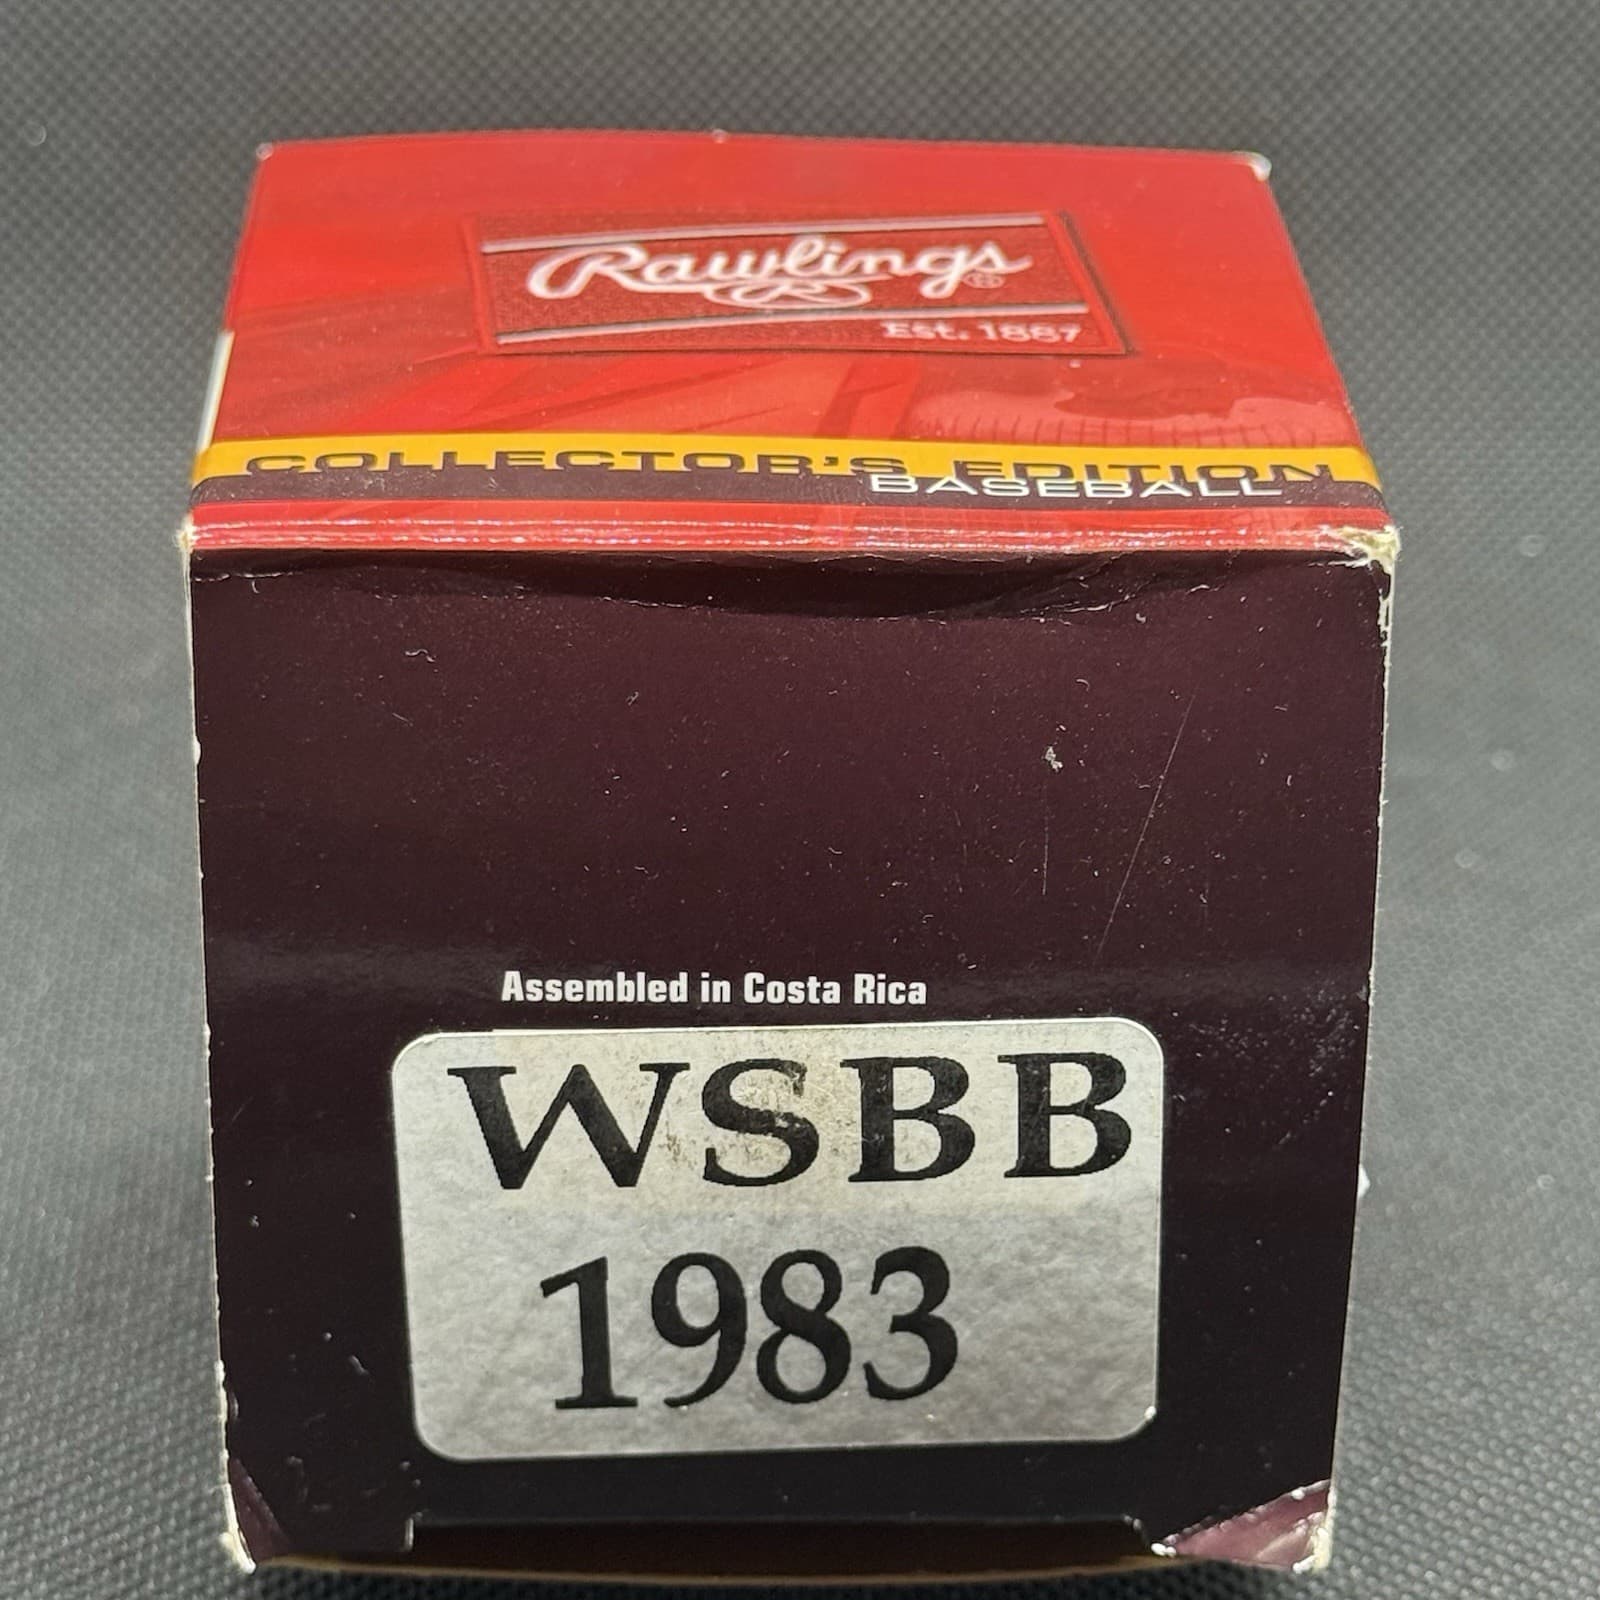 Rawlings
R
Est. 1887
COLLECTOR'S EDITION
BASEBALL
Assembled in Costa Rica
WSBB
1983